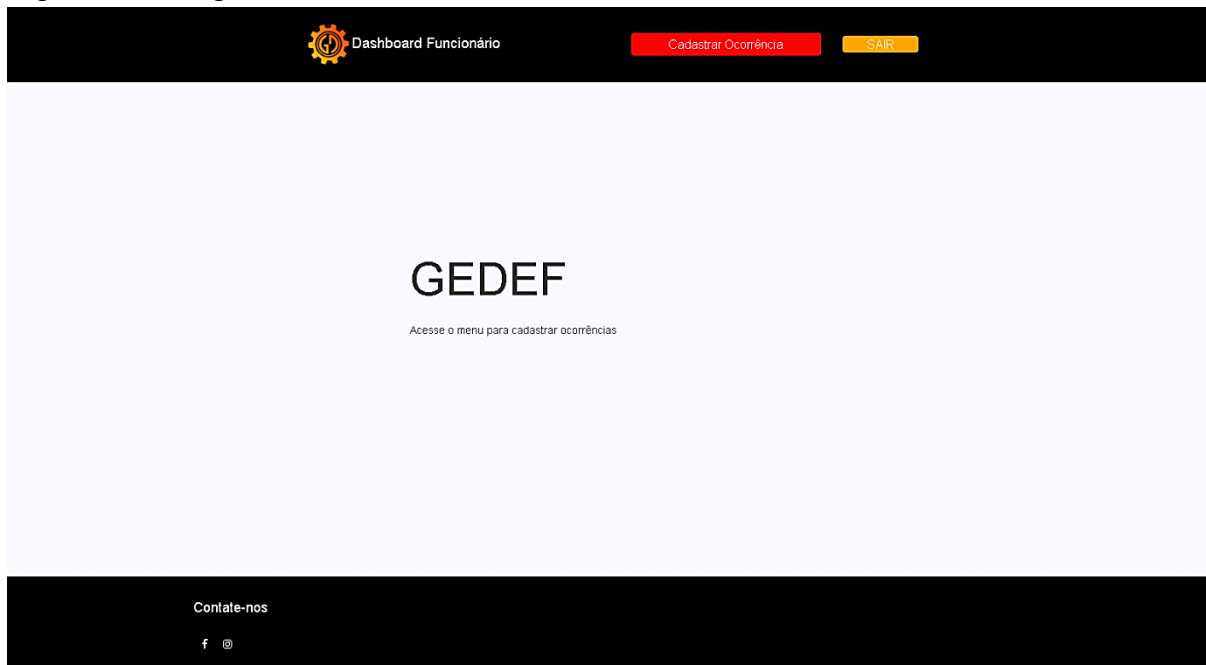 Dashboard Funcionário
Cadastrar Ocorrência
SAIR
GEDEF
Acesse o menu para cadastrar ocorrências
Contate-nos